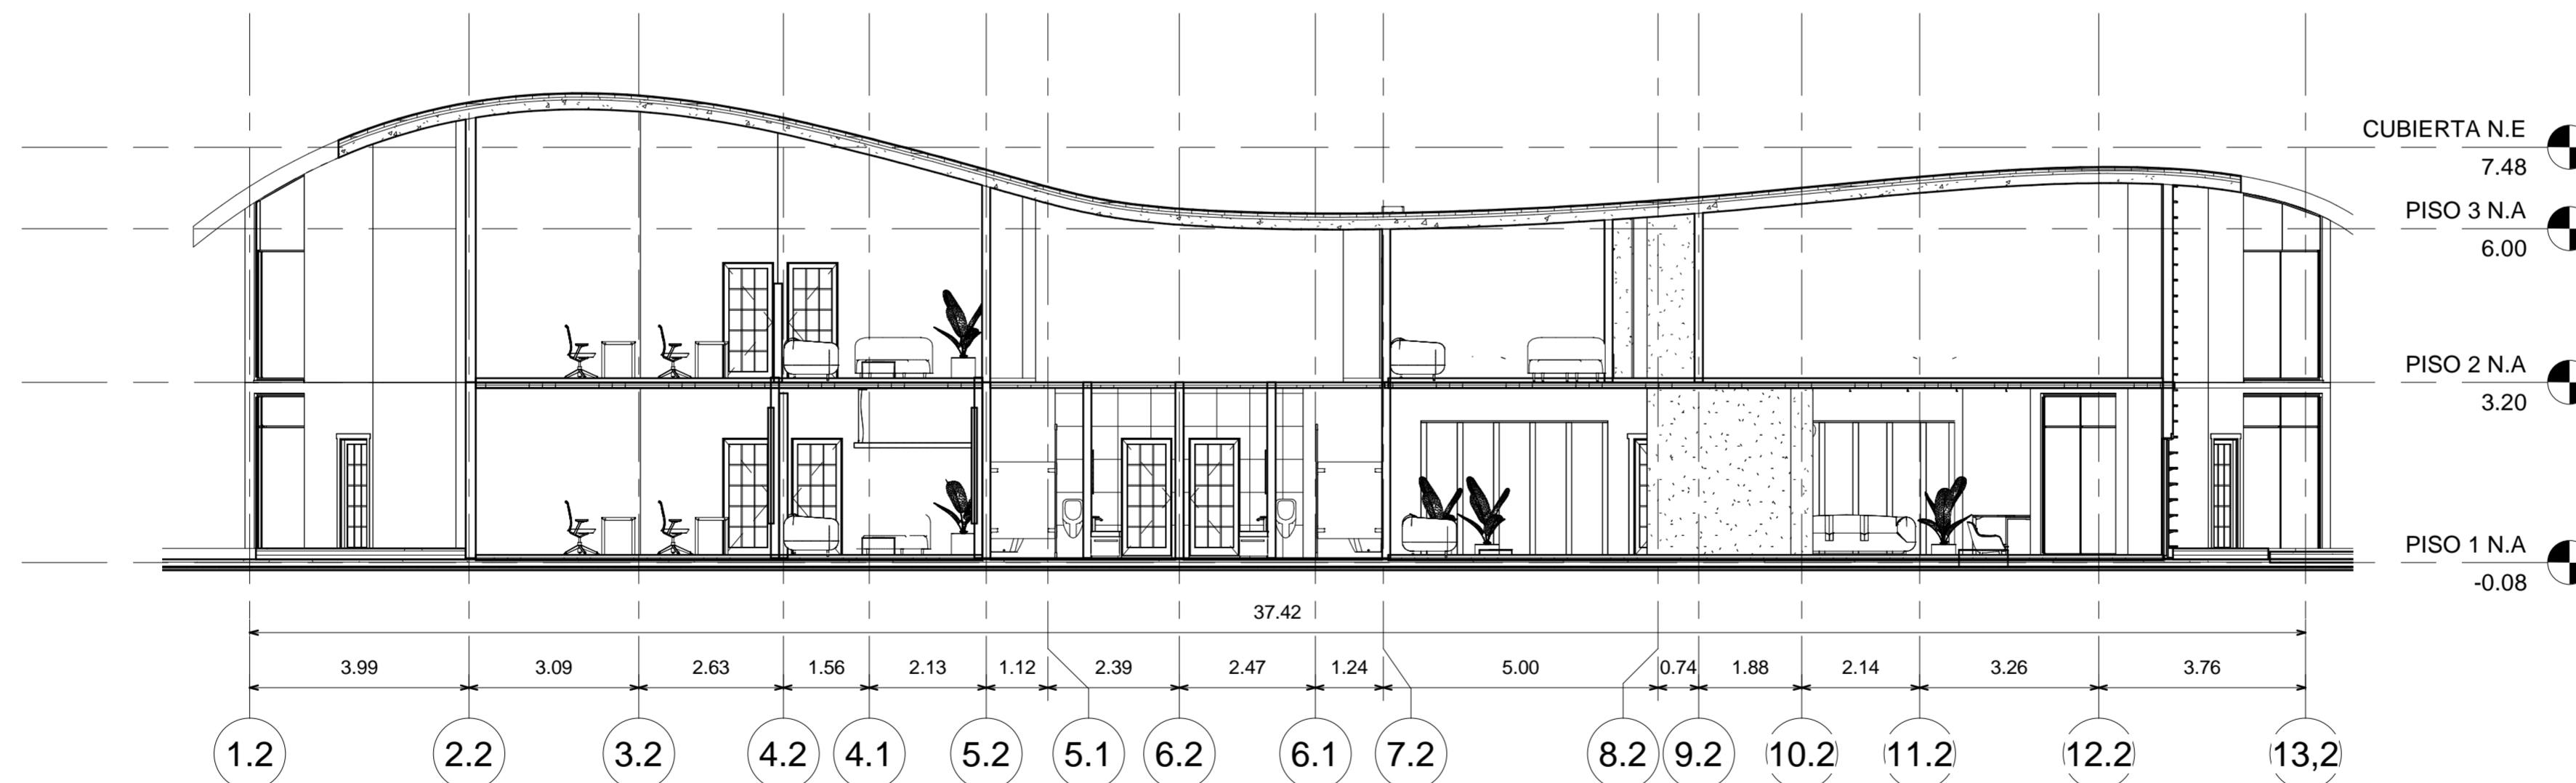 CUBIERTA N.E
7.48
PISO 3 N.A
6.00
PISO 2 N.A
3.20
PISO 1 N.A
-0.08
37.42
3.99 3.09 2.63 1.56 2.13 1.12 2.39 2.47 1.24 5.00 0.74 1.88 2.14 3.26 3.76
1.2 2.2 3.2 4.2 4.1 5.2 5.1 6.2 6.1 7.2 8.2 9.2 10.2 11.2 12.2 13,2